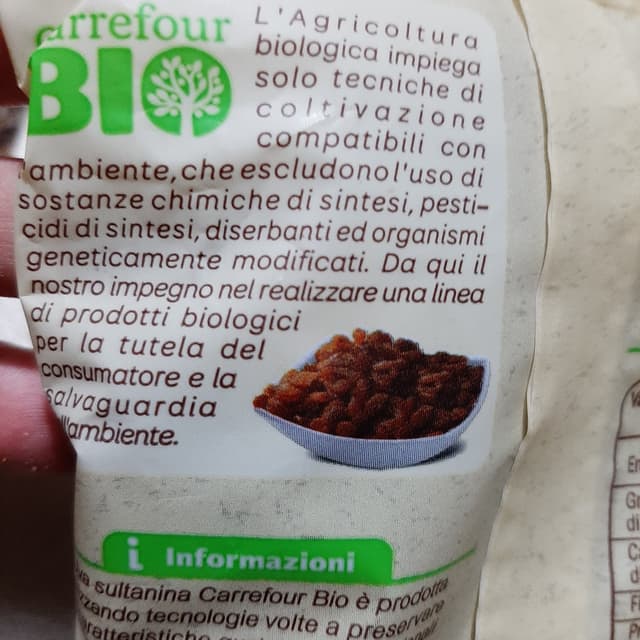 arrefour
BIO
L'Agricoltura
biologica impiega
solo tecniche di
coltivazione
compatibili con
ambiente, che escludono l'uso di
sostanze chimiche di sintesi, pesti-
cidi di sintesi, diserbanti ed organismi
geneticamente modificati. Da qui il
nostro impegno nel realizzare una linea
di prodotti biologici
per la tutela del
consumatore e la
salvaguardia
ll'ambiente.
i Informazioni
sultanina Carrefour Bio è prodotta
zando tecnologie volte a preservare
aratteristiche